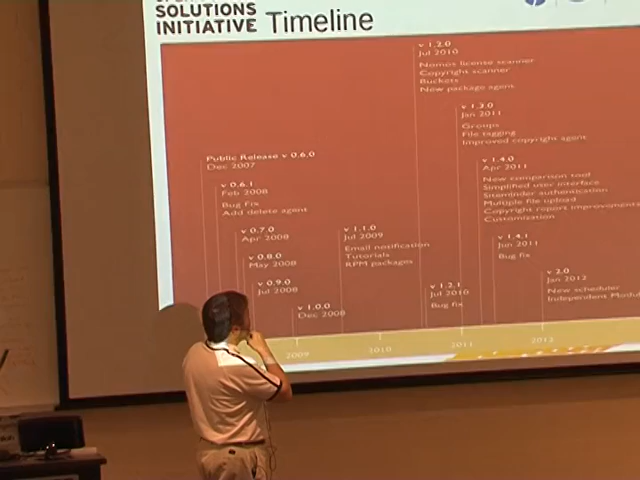 SOLUTIONS
INITIATIVE
Timeline
v 1.2.0
Jul 2010
Nomos license scanner
Copyright scanner
Buckets
New package agent
v 1.3.0
Jan 2011
Groups
File tagging
Improved copyright agent
Public Release v 0.6.0
Dec 2007
v 1.4.0
Apr 2011
New comparison tool
Simplified user interface
Siteminder authentication
Multiple file upload
Copyright report improvements
Customization
v 0.6.1
Feb 2008
Bug fix
Add delete agent
v 0.7.0
Apr 2008
v 1.1.0
Jul 2009
Email notification
Tutorials
RPM packages
v 1.4.1
Jun 2011
Bug fix
v 0.8.0
May 2008
v 2.0
Jan 2012
New scheduler
Independent Modul
v 0.9.0
Jul 2008
v 1.2.1
Jul 2010
Bug fix
v 1.0.0
Dec 2008
2009
2010
2011
2012